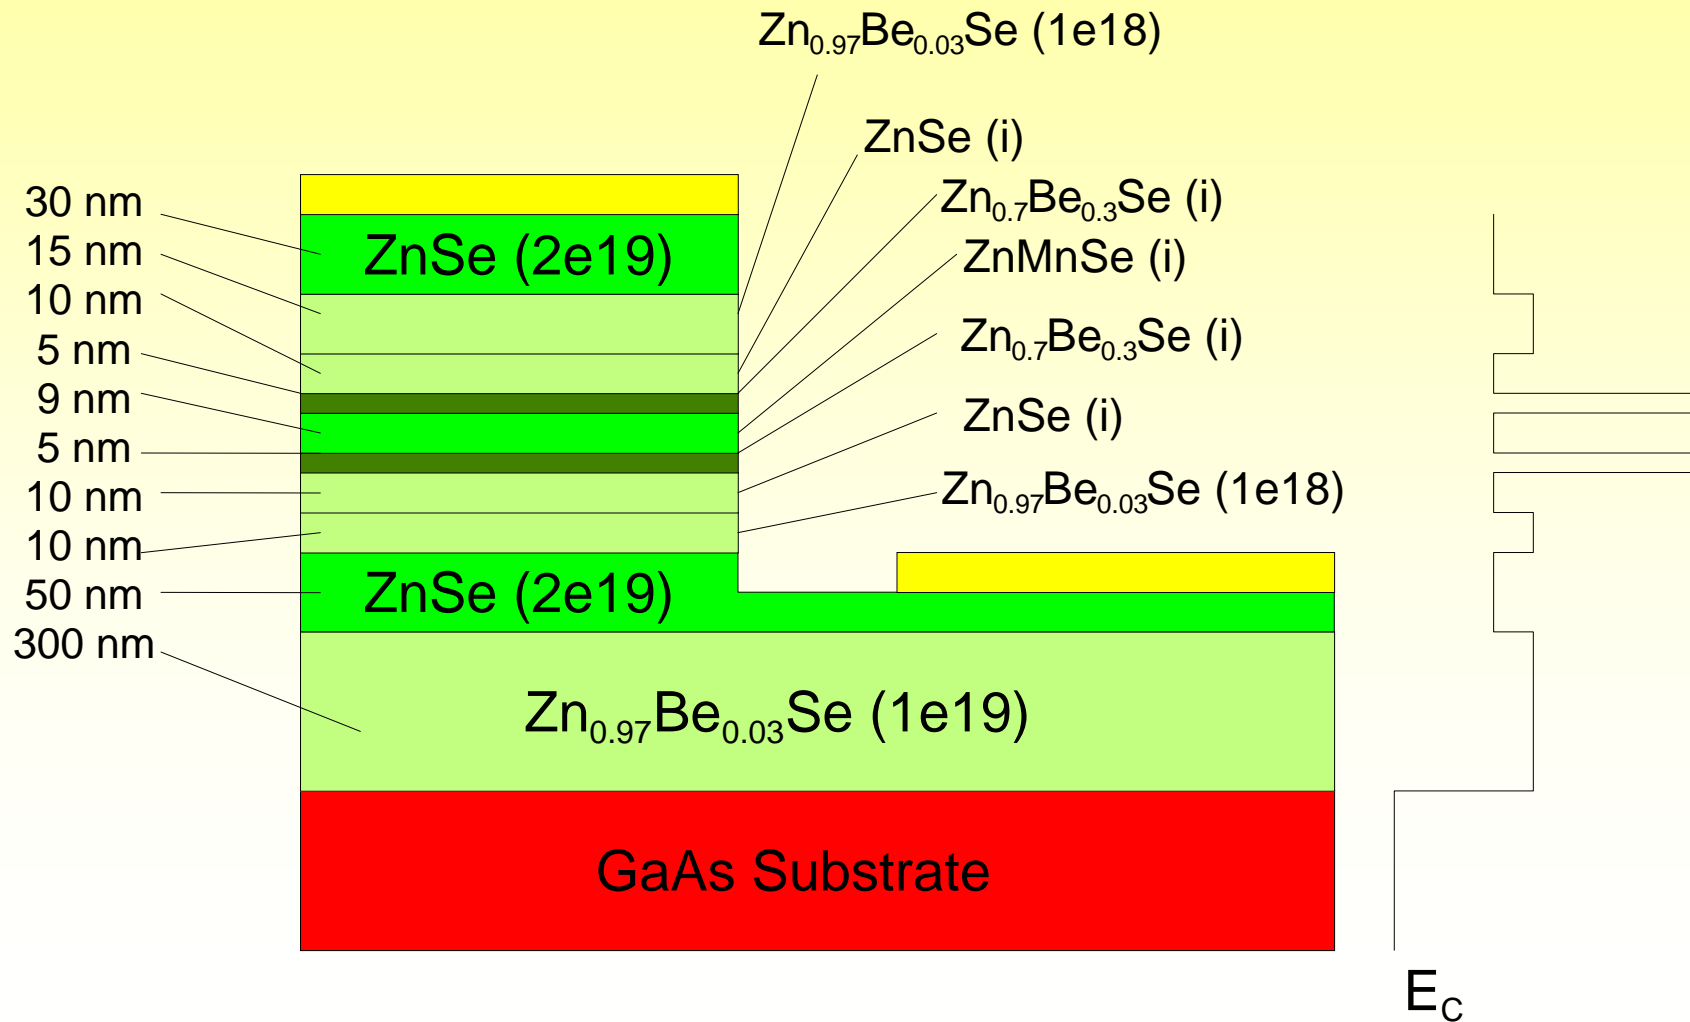 Zn0.97Be0.03Se (1e18)
ZnSe (i)
Zn0.7Be0.3Se (i)
ZnMnSe (i)
Zn0.7Be0.3Se (i)
ZnSe (i)
Zn0.97Be0.03Se (1e18)
30 nm
15 nm
10 nm
5 nm
9 nm
5 nm
10 nm
10 nm
50 nm
300 nm
ZnSe (2e19)
ZnSe (2e19)
Zn0.97Be0.03Se (1e19)
GaAs Substrate
EC